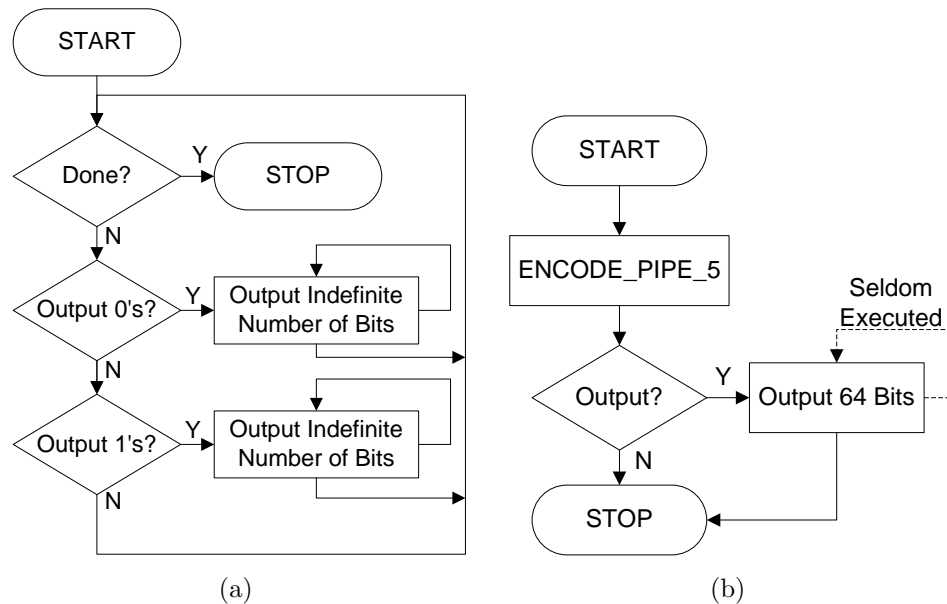 START
Done?
Y
STOP
N
Output 0's?
Y
Output Indefinite
Number of Bits
N
Output 1's?
Y
Output Indefinite
Number of Bits
N
(a)
START
ENCODE_PIPE_5
Seldom
Executed
Output?
Y
Output 64 Bits
N
STOP
(b)